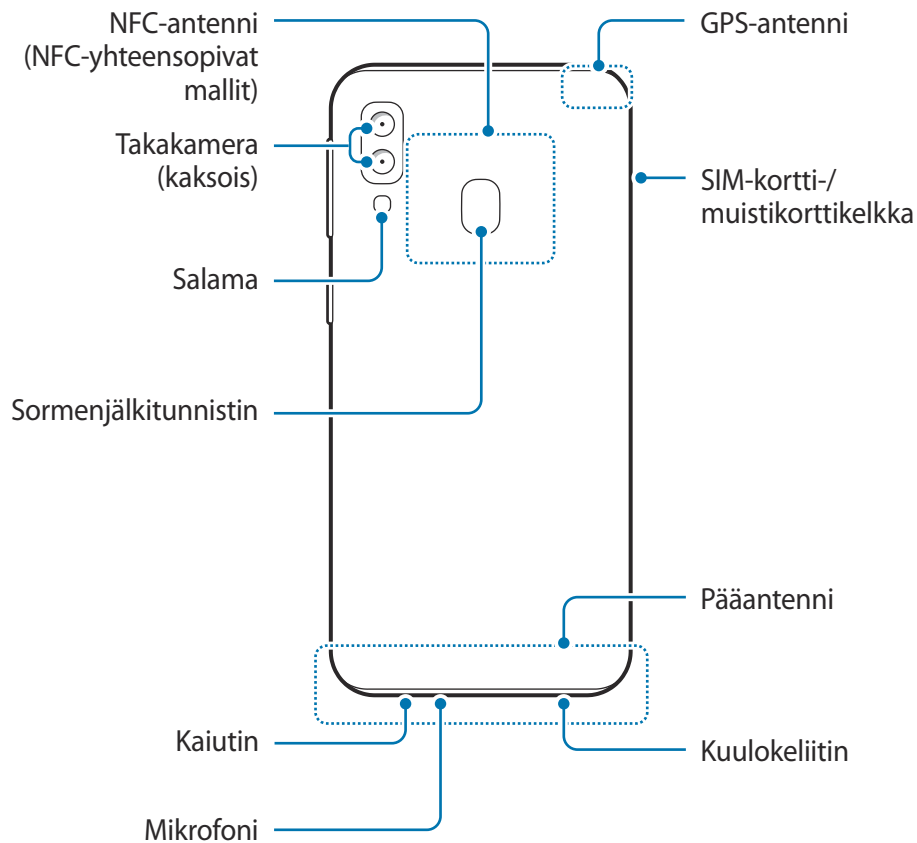 NFC-antenni
(NFC-yhteensopivat
mallit)
Takakamera
(kaksois)
Salama
Sormenjälkitunnistin
Kaiutin
Mikrofoni
GPS-antenni
SIM-kortti-/
muistikorttikelkka
Pääantenni
Kuulokeliitin